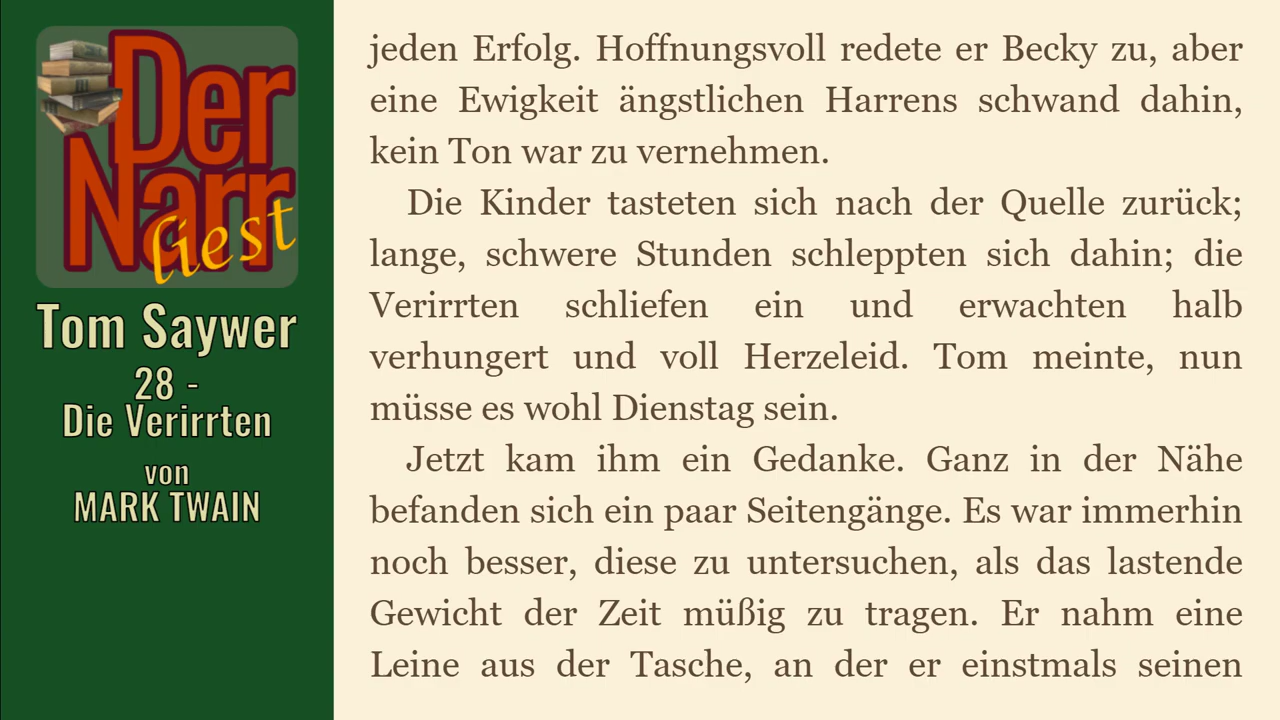 Der
Narr
liest
Tom Saywer
28 -
Die Verirrten
von
MARK TWAIN
jeden Erfolg. Hoffnungsvoll redete er Becky zu, aber
eine Ewigkeit ängstlichen Harrens schwand dahin,
kein Ton war zu vernehmen.
Die Kinder tasteten sich nach der Quelle zurück;
lange, schwere Stunden schleppten sich dahin; die
Verirrten schliefen ein und erwachten halb
verhungert und voll Herzeleid. Tom meinte, nun
müsse es wohl Dienstag sein.
Jetzt kam ihm ein Gedanke. Ganz in der Nähe
befanden sich ein paar Seitengänge. Es war immerhin
noch besser, diese zu untersuchen, als das lastende
Gewicht der Zeit müßig zu tragen. Er nahm eine
Leine aus der Tasche, an der er einstmals seinen